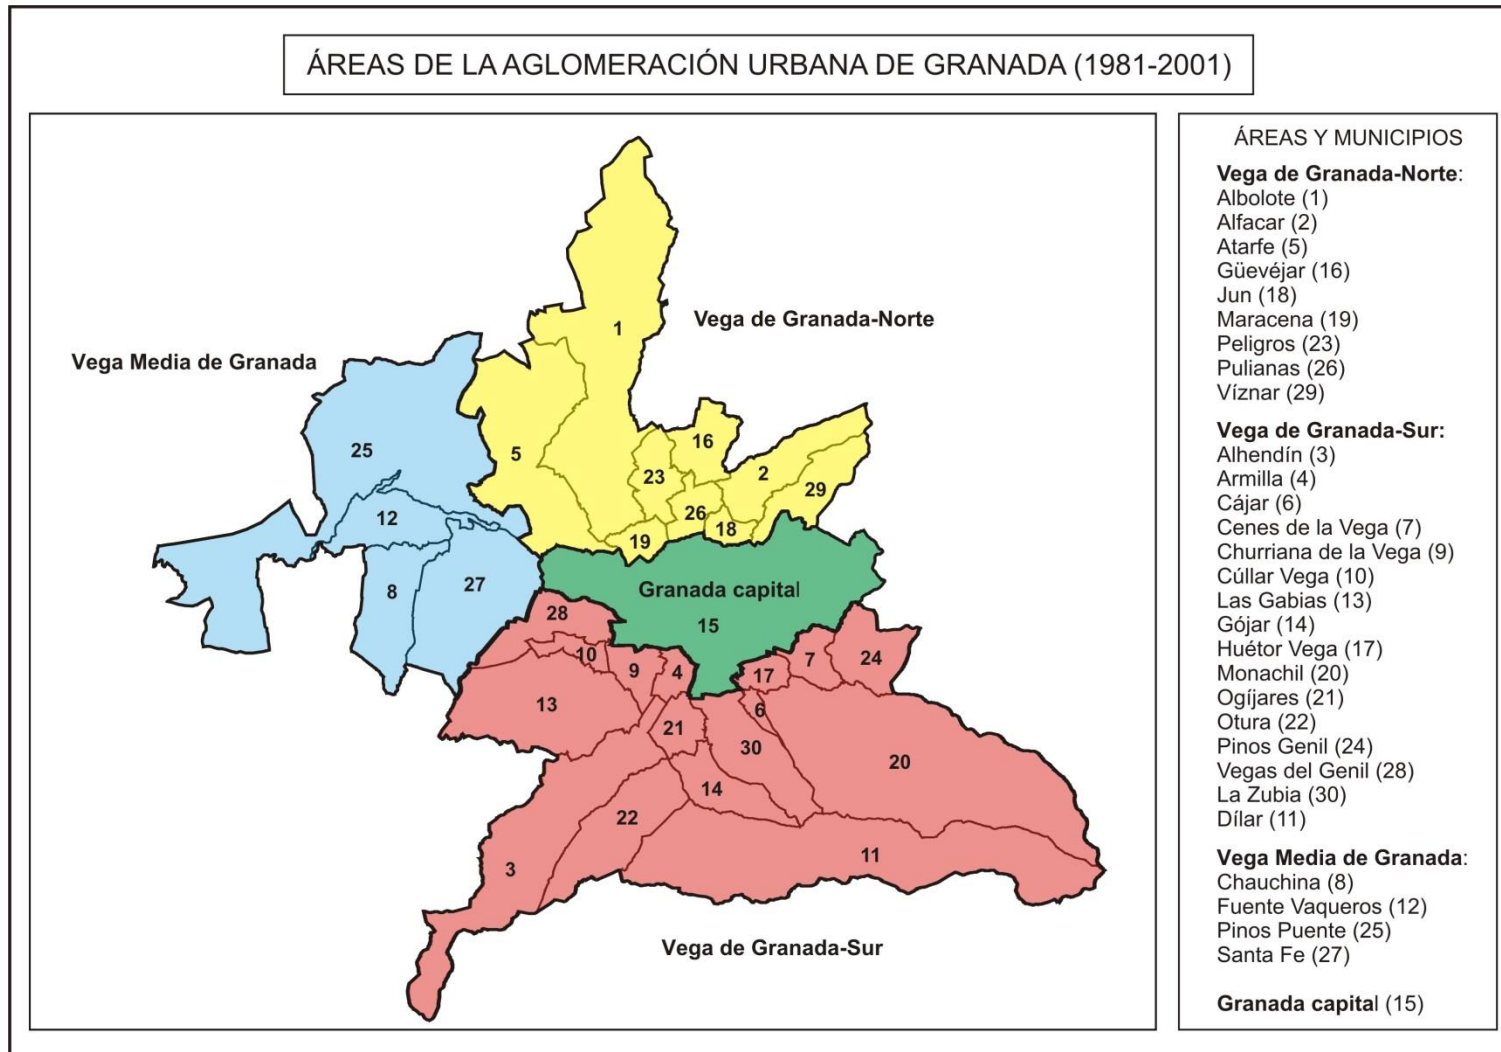 ÁREAS DE LA AGLOMERACIÓN URBANA DE GRANADA (1981-2001)
1
Vega de Granada-Norte
Vega Media de Granada
25
5
16
23
2
29
12
26
18
19
8
27
Granada capital
15
28
10
9
4
17
7
24
13
6
21
30
20
14
22
3
11
Vega de Granada-Sur
ÁREAS Y MUNICIPIOS
Vega de Granada-Norte:
Albolote (1)
Alfacar (2)
Atarfe (5)
Güevéjar (16)
Jun (18)
Maracena (19)
Peligros (23)
Pulianas (26)
Víznar (29)
Vega de Granada-Sur:
Alhendín (3)
Armilla (4)
Cájar (6)
Cenes de la Vega (7)
Churriana de la Vega (9)
Cúllar Vega (10)
Las Gabias (13)
Gójar (14)
Huétor Vega (17)
Monachil (20)
Ogíjares (21)
Otura (22)
Pinos Genil (24)
Vegas del Genil (28)
La Zubia (30)
Dílar (11)
Vega Media de Granada:
Chauchina (8)
Fuente Vaqueros (12)
Pinos Puente (25)
Santa Fe (27)
Granada capital (15)